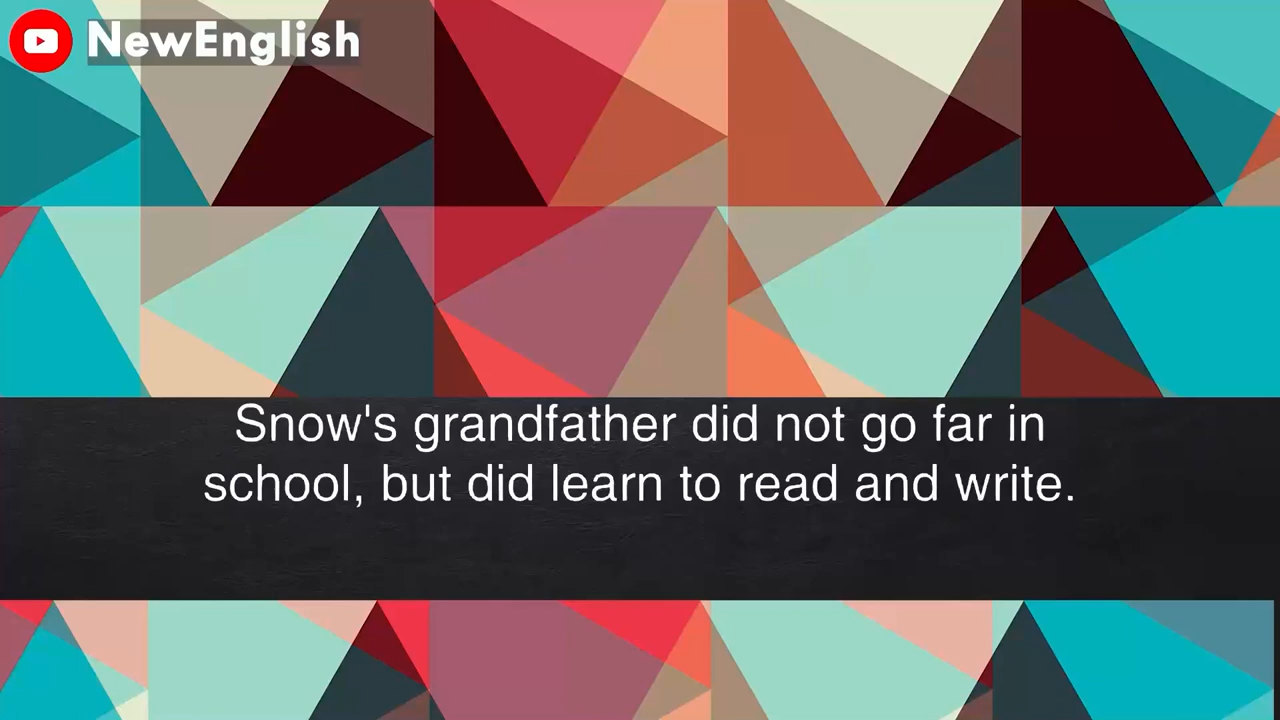 NewEnglish
Snow's grandfather did not go far in
school, but did learn to read and write.